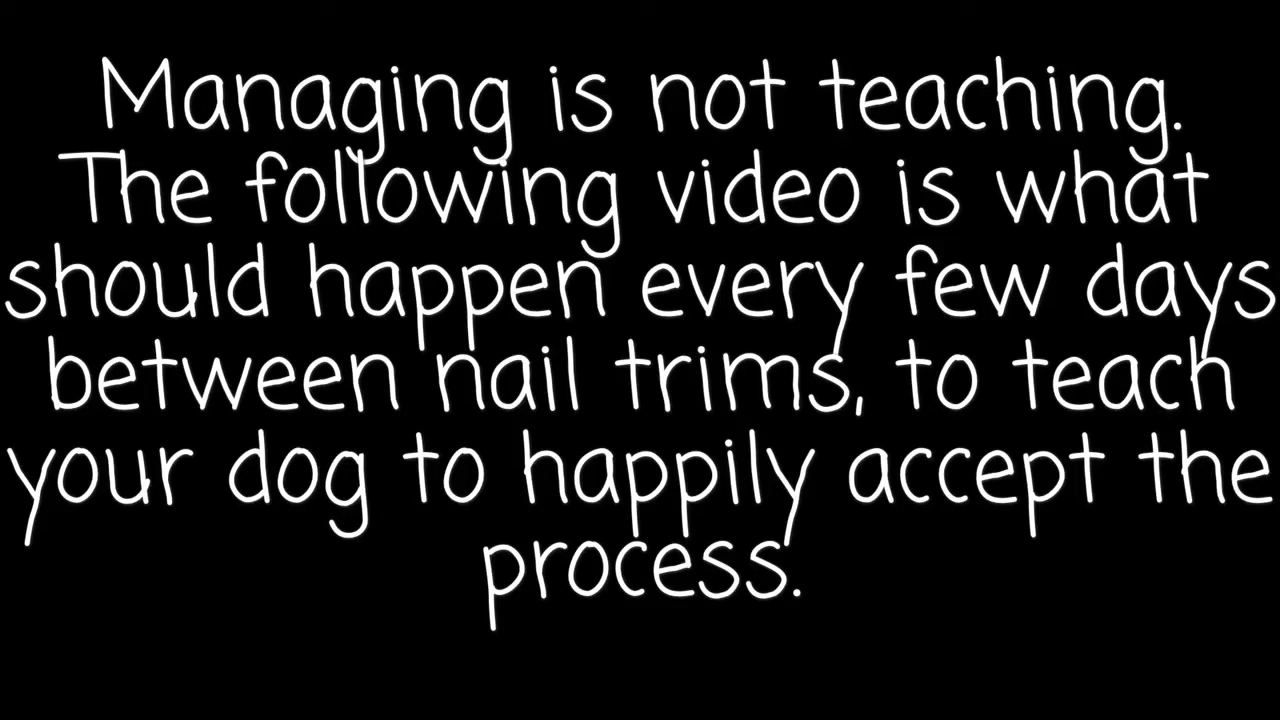 Managing is not teaching.
The following video is what
should happen every few days
between nail trims, to teach
your dog to happily accept the
process.